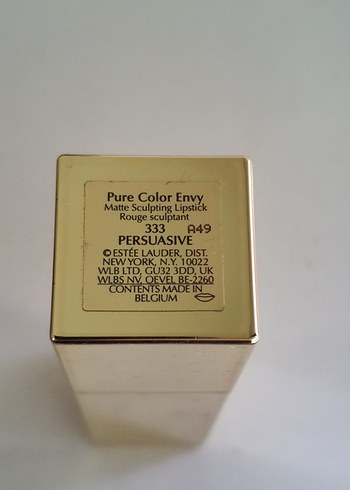 Pure Color Envy
Matte Sculpting Lipstick
Rouge sculptant
333 A49
PERSUASIVE
©ESTÉE LAUDER, DIST.
NEW YORK, N.Y. 10022
WLB LTD, GU32 3DD, UK
WLBS NV, OEVEL BE-2260
CONTENTS MADE IN
BELGIUM